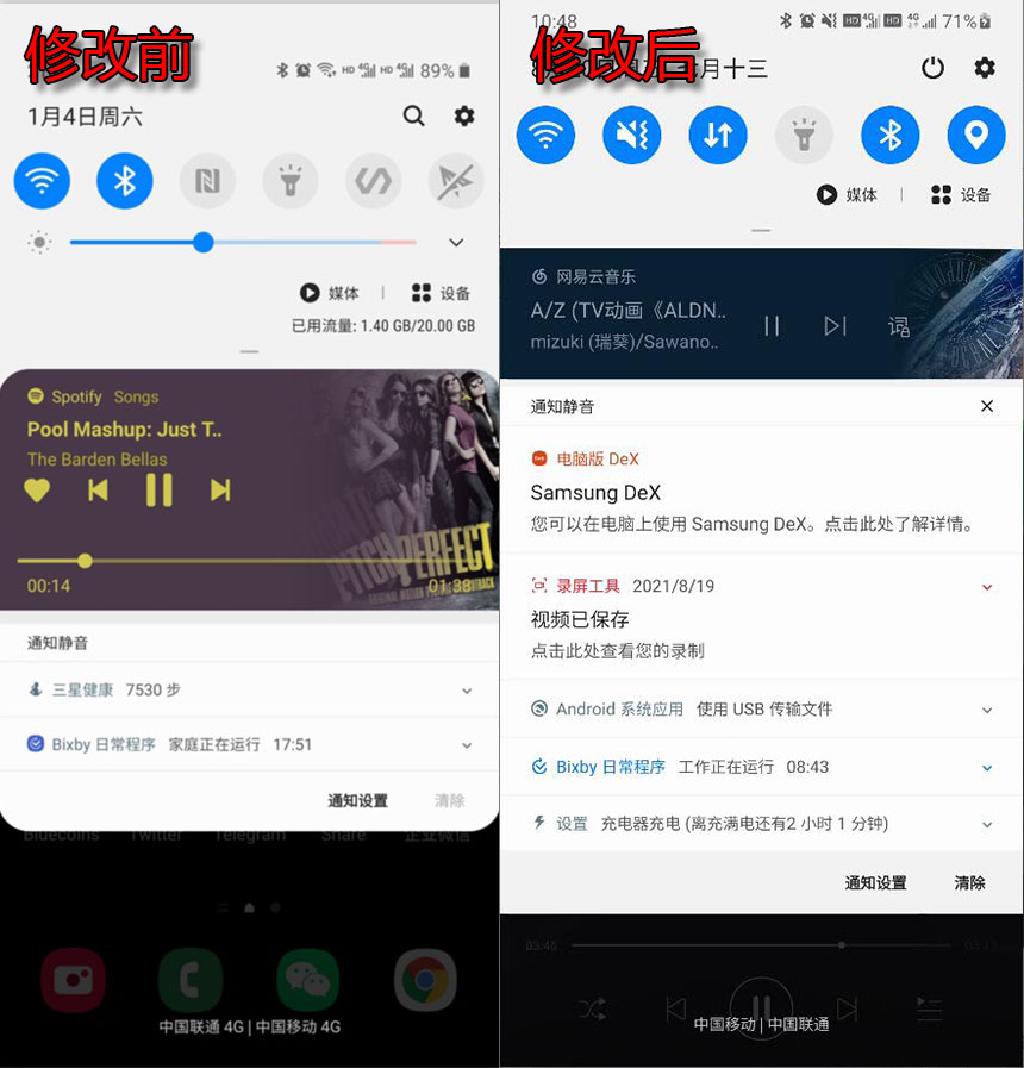 修改前
HD 4G HD 4G 89%
1月4日周六
媒体 | 设备
已用流量: 1.40 GB/20.00 GB
Spotify Songs
Pool Mashup: Just T..
The Barden Bellas
PITCH PERFECT
00:14 01:38
通知静音
三星健康 7530 步
Bixby 日常程序 家庭正在运行 17:51
通知设置 清除
Bluecoins Twitter Telegram Share 企业微信
中国联通 4G | 中国移动 4G
修改后
10:48 HD 4G HD 4G 71%
月十三
媒体 | 设备
网易云音乐
A/Z (TV动画《ALDN..
mizuki (瑞葵)/Sawano..
词
通知静音
电脑版 DeX
Samsung DeX
您可以在电脑上使用 Samsung DeX。点击此处了解详情。
录屏工具 2021/8/19
视频已保存
点击此处查看您的录制
Android 系统应用 使用 USB 传输文件
Bixby 日常程序 工作正在运行 08:43
设置 充电器充电 (离充满电还有2 小时 1 分钟)
通知设置 清除
03:40
中国移动 | 中国联通